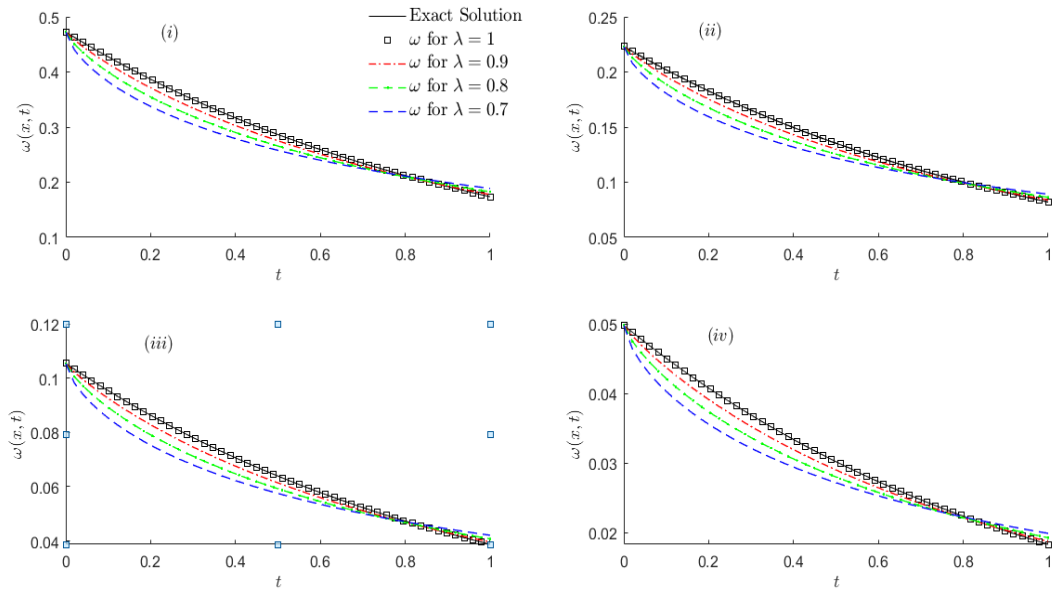 (i)
Exact Solution
ω for λ = 1
ω for λ = 0.9
ω for λ = 0.8
ω for λ = 0.7
0.5
0.4
0.3
0.2
0.1
ω(x, t)
0 0.2 0.4 0.6 0.8 1
t
(ii)
0.25
0.2
0.15
0.1
0.05
ω(x, t)
0 0.2 0.4 0.6 0.8 1
t
(iii)
0.12
0.1
0.08
0.06
0.04
ω(x, t)
0 0.2 0.4 0.6 0.8 1
t
(iv)
0.05
0.04
0.03
0.02
ω(x, t)
0 0.2 0.4 0.6 0.8 1
t